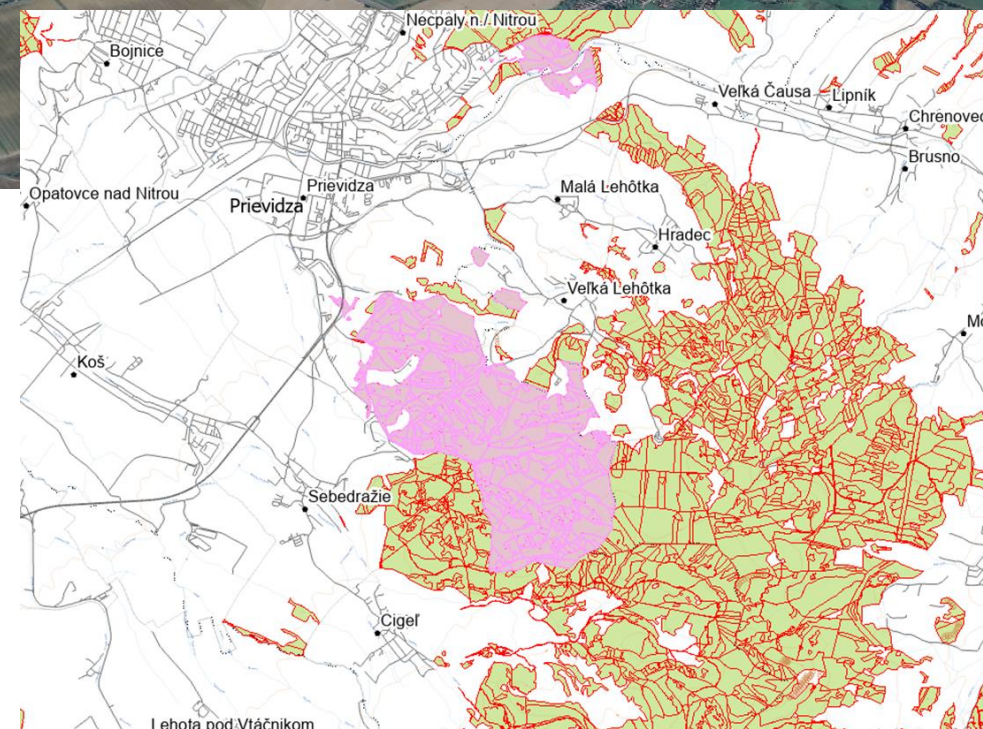 Necpaly n./ Nitrou
Bojnice
Veľká Čausa
Lipník
Chrenovec
Brusno
Opatovce nad Nitrou
Prievidza
Prievidza
Malá Lehôtka
Hradec
Veľká Lehôtka
Koš
Sebedražie
Cigeľ
Lehota pod Vtáčnikom